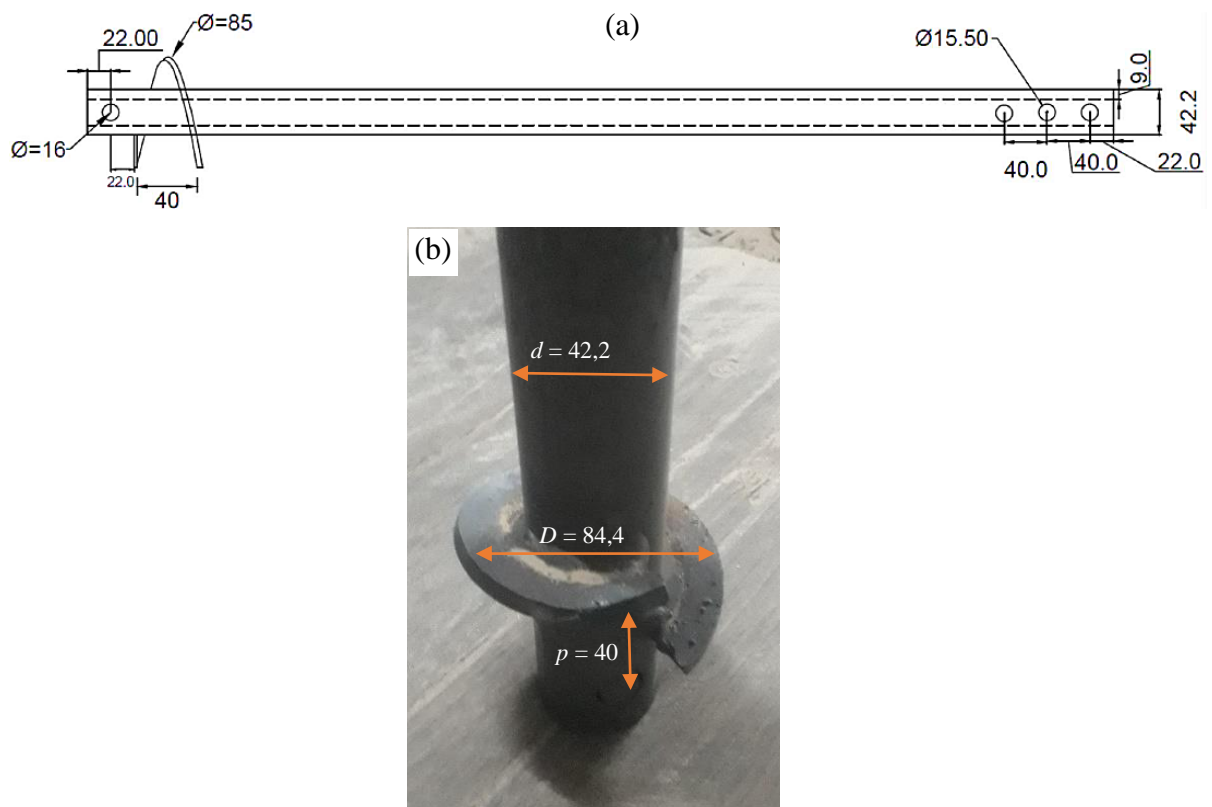 (a)
Ø=85
22.00
Ø15.50
9.0
42.2
Ø=16
22.0
40
40.0
40.0
22.0
(b)
d = 42,2
D = 84,4
p = 40